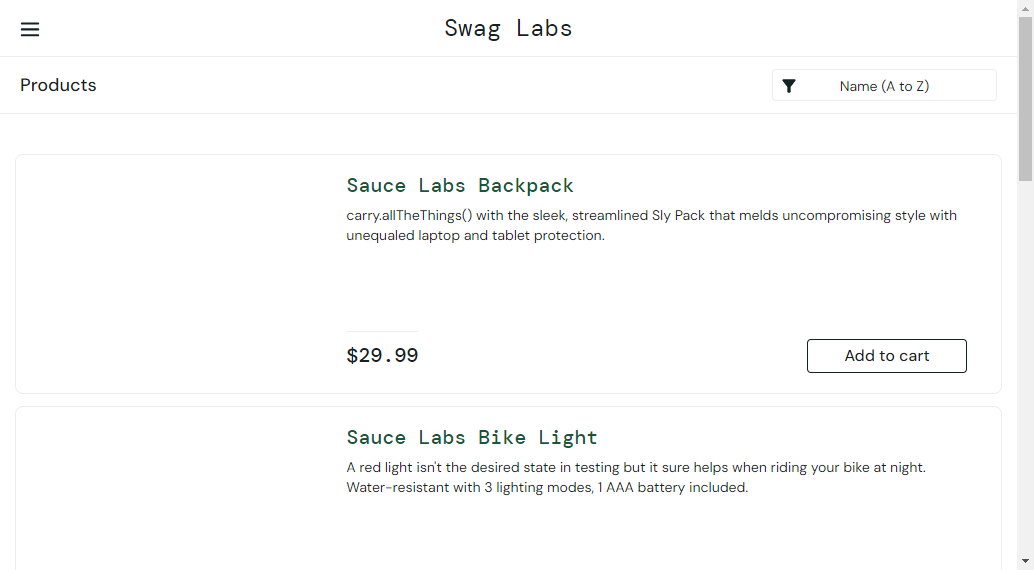 Swag Labs
Products
Name (A to Z)
Sauce Labs Backpack
carry.allTheThings() with the sleek, streamlined Sly Pack that melds uncompromising style with
unequaled laptop and tablet protection.
$29.99
Add to cart
Sauce Labs Bike Light
A red light isn't the desired state in testing but it sure helps when riding your bike at night.
Water-resistant with 3 lighting modes, 1 AAA battery included.